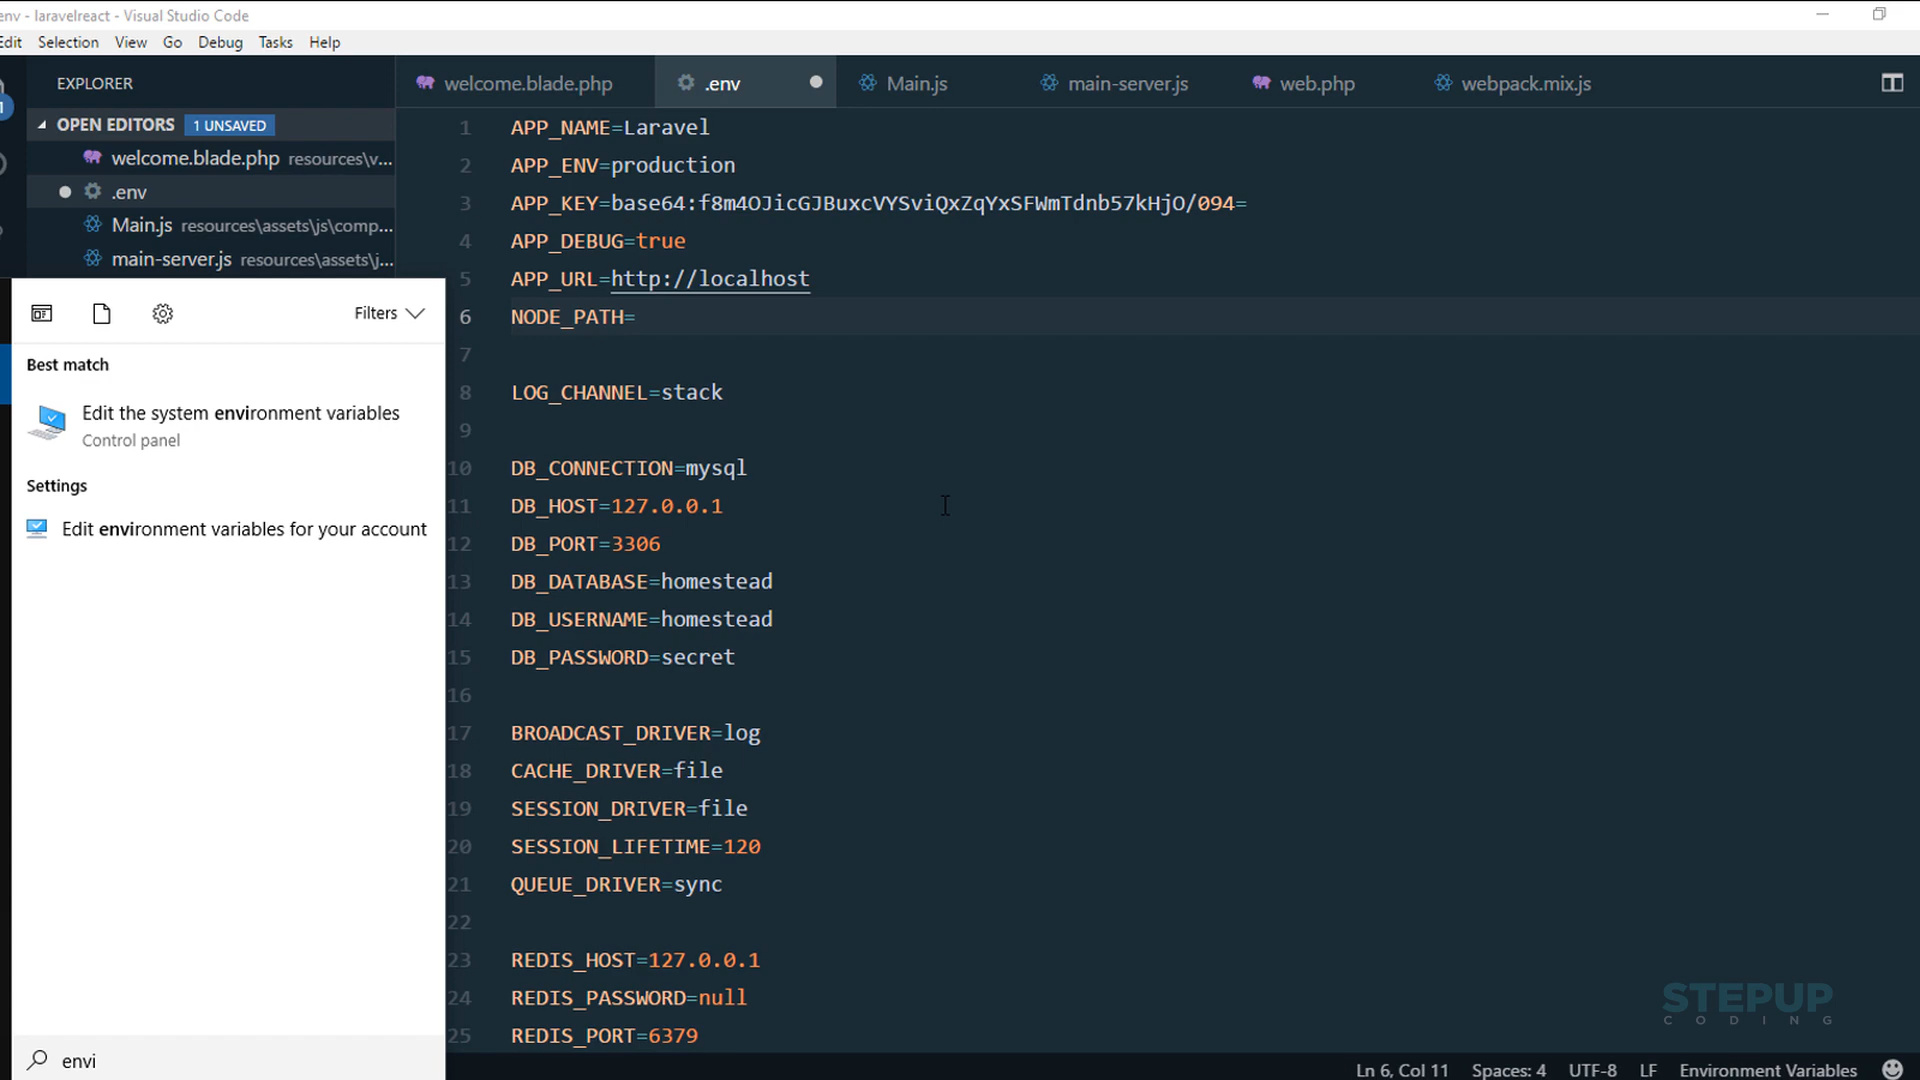 env - laravelreact - Visual Studio Code
Edit Selection View Go Debug Tasks Help
EXPLORER
OPEN EDITORS 1 UNSAVED
welcome.blade.php resources\v...
.env
Main.js resources\assets\js\comp...
main-server.js resources\assets\j...
welcome.blade.php .env Main.js main-server.js web.php webpack.mix.js
1 APP_NAME=Laravel
2 APP_ENV=production
3 APP_KEY=base64:f8m4OJicGJBuxcVYSviQxZqYxSFWmTdnb57kHjO/094=
4 APP_DEBUG=true
5 APP_URL=http://localhost
6 NODE_PATH=
7
8 LOG_CHANNEL=stack
9
10 DB_CONNECTION=mysql
11 DB_HOST=127.0.0.1
12 DB_PORT=3306
13 DB_DATABASE=homestead
14 DB_USERNAME=homestead
15 DB_PASSWORD=secret
16
17 BROADCAST_DRIVER=log
18 CACHE_DRIVER=file
19 SESSION_DRIVER=file
20 SESSION_LIFETIME=120
21 QUEUE_DRIVER=sync
22
23 REDIS_HOST=127.0.0.1
24 REDIS_PASSWORD=null
25 REDIS_PORT=6379
Filters
Best match
Edit the system environment variables
Control panel
Settings
Edit environment variables for your account
envi
STEPUP
CODING
Ln 6, Col 11 Spaces: 4 UTF-8 LF Environment Variables